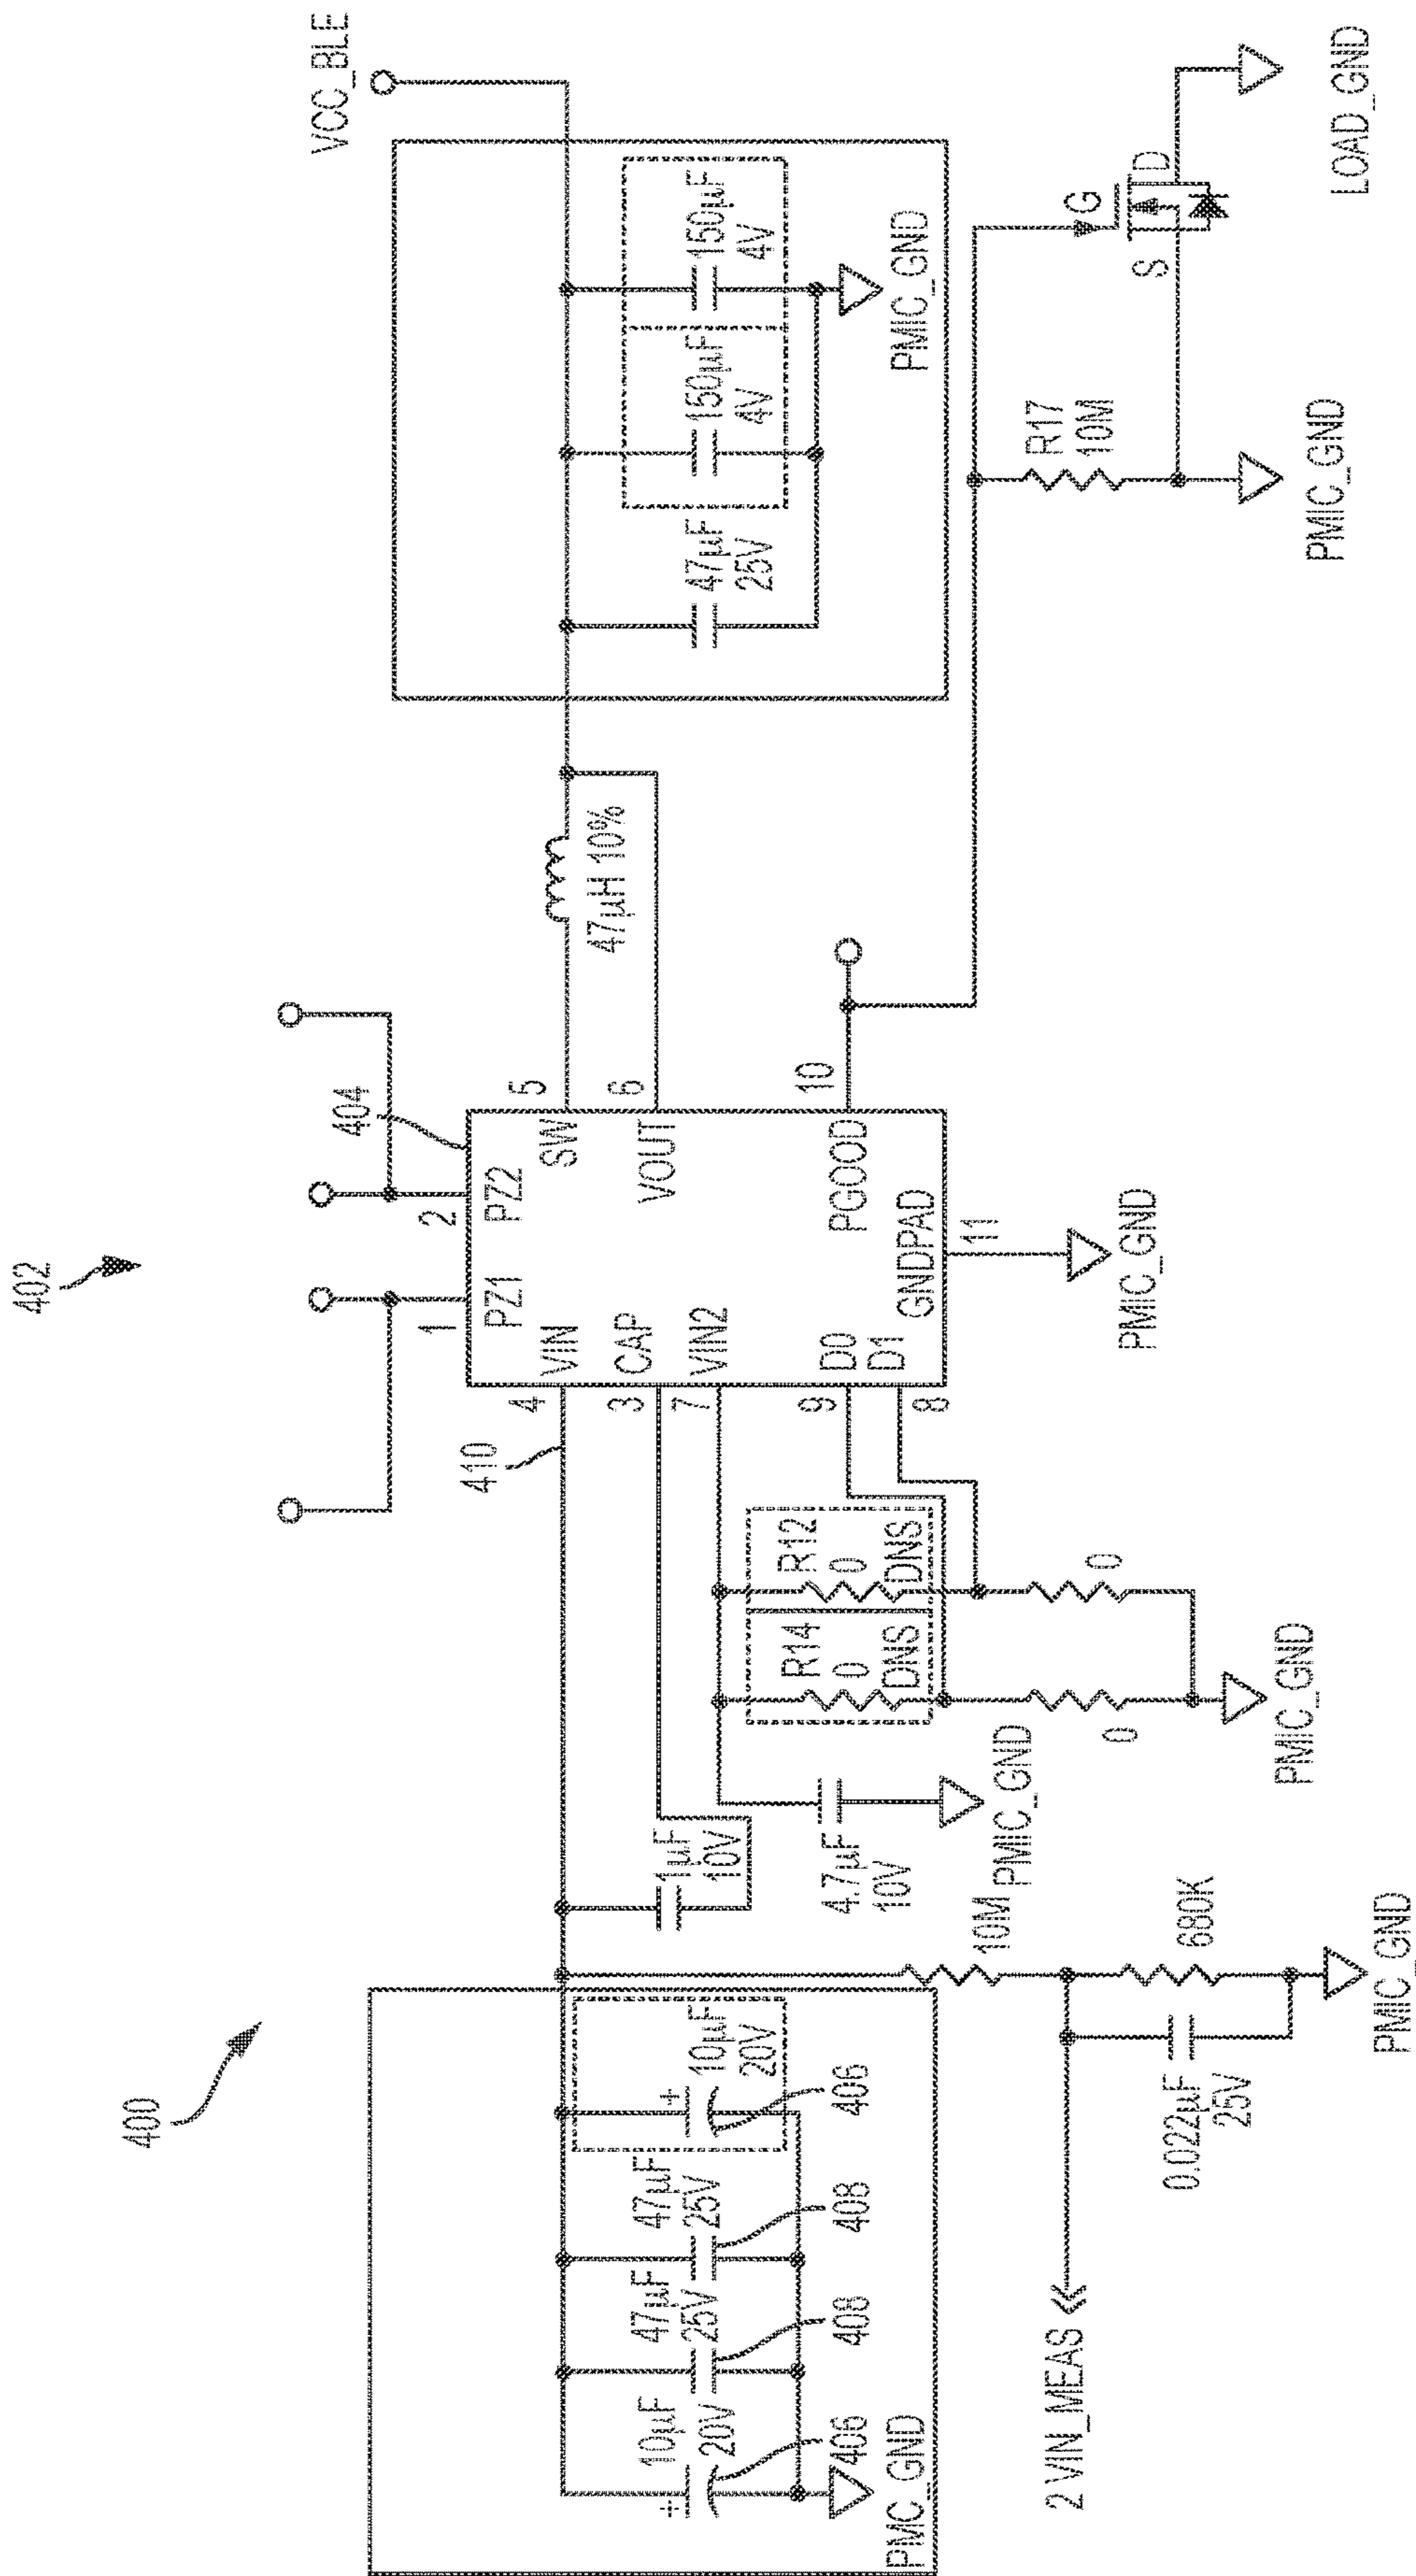 400
402
404
410
VCC_BLE
10µF
20V
406
47µF
25V
408
47µF
25V
408
10µF
20V
406
PMC_GND
1µF
10V
4.7µF
10V
PMIC_GND
R14
0
DNS
R12
0
DNS
0
0
PMIC_GND
10M
680K
0.022µF
25V
PMIC_GND
2 VIN_MEAS
1
2
PZ1
PZ2
4
VIN
3
CAP
7
VIN2
9
D0
8
D1
5
SW
6
VOUT
10
PGOOD
GNDPAD
11
PMIC_GND
47µH 10%
47µF
25V
150µF
4V
150µF
4V
PMIC_GND
R17
10M
PMIC_GND
G
S
D
LOAD_GND